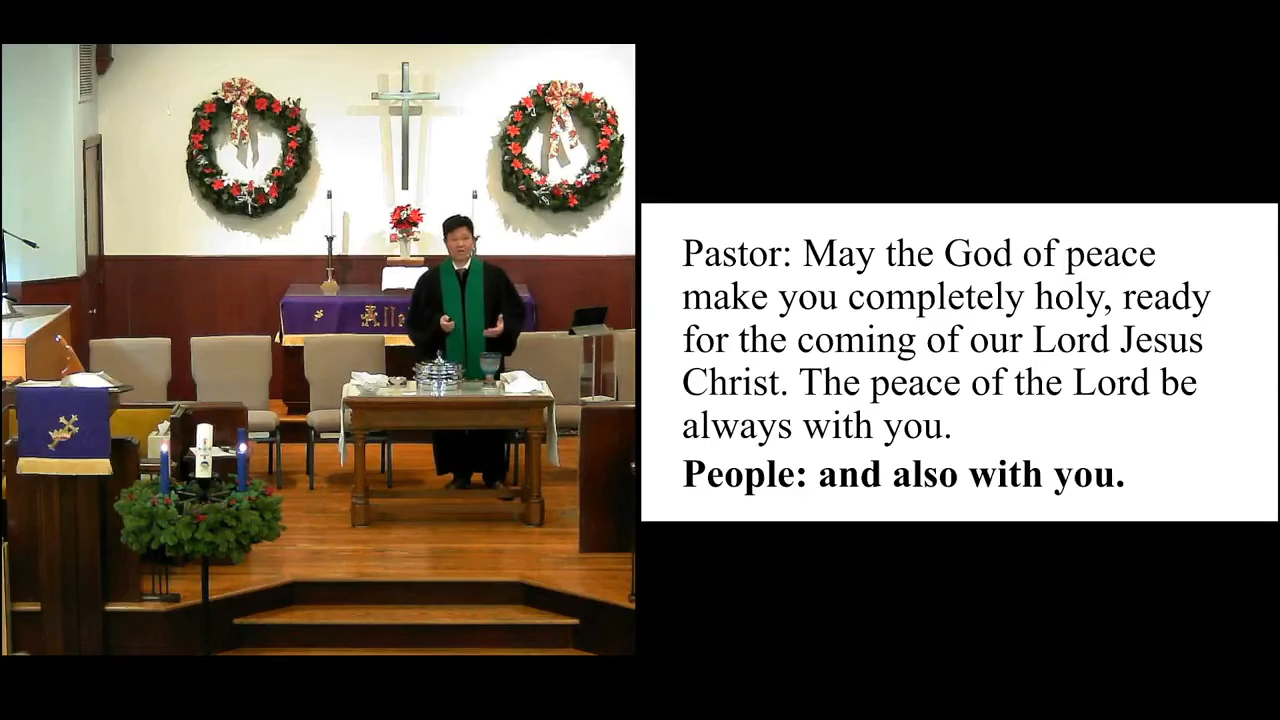 Alle
Pastor: May the God of peace
make you completely holy, ready
for the coming of our Lord Jesus
Christ. The peace of the Lord be
always with you.
People: and also with you.